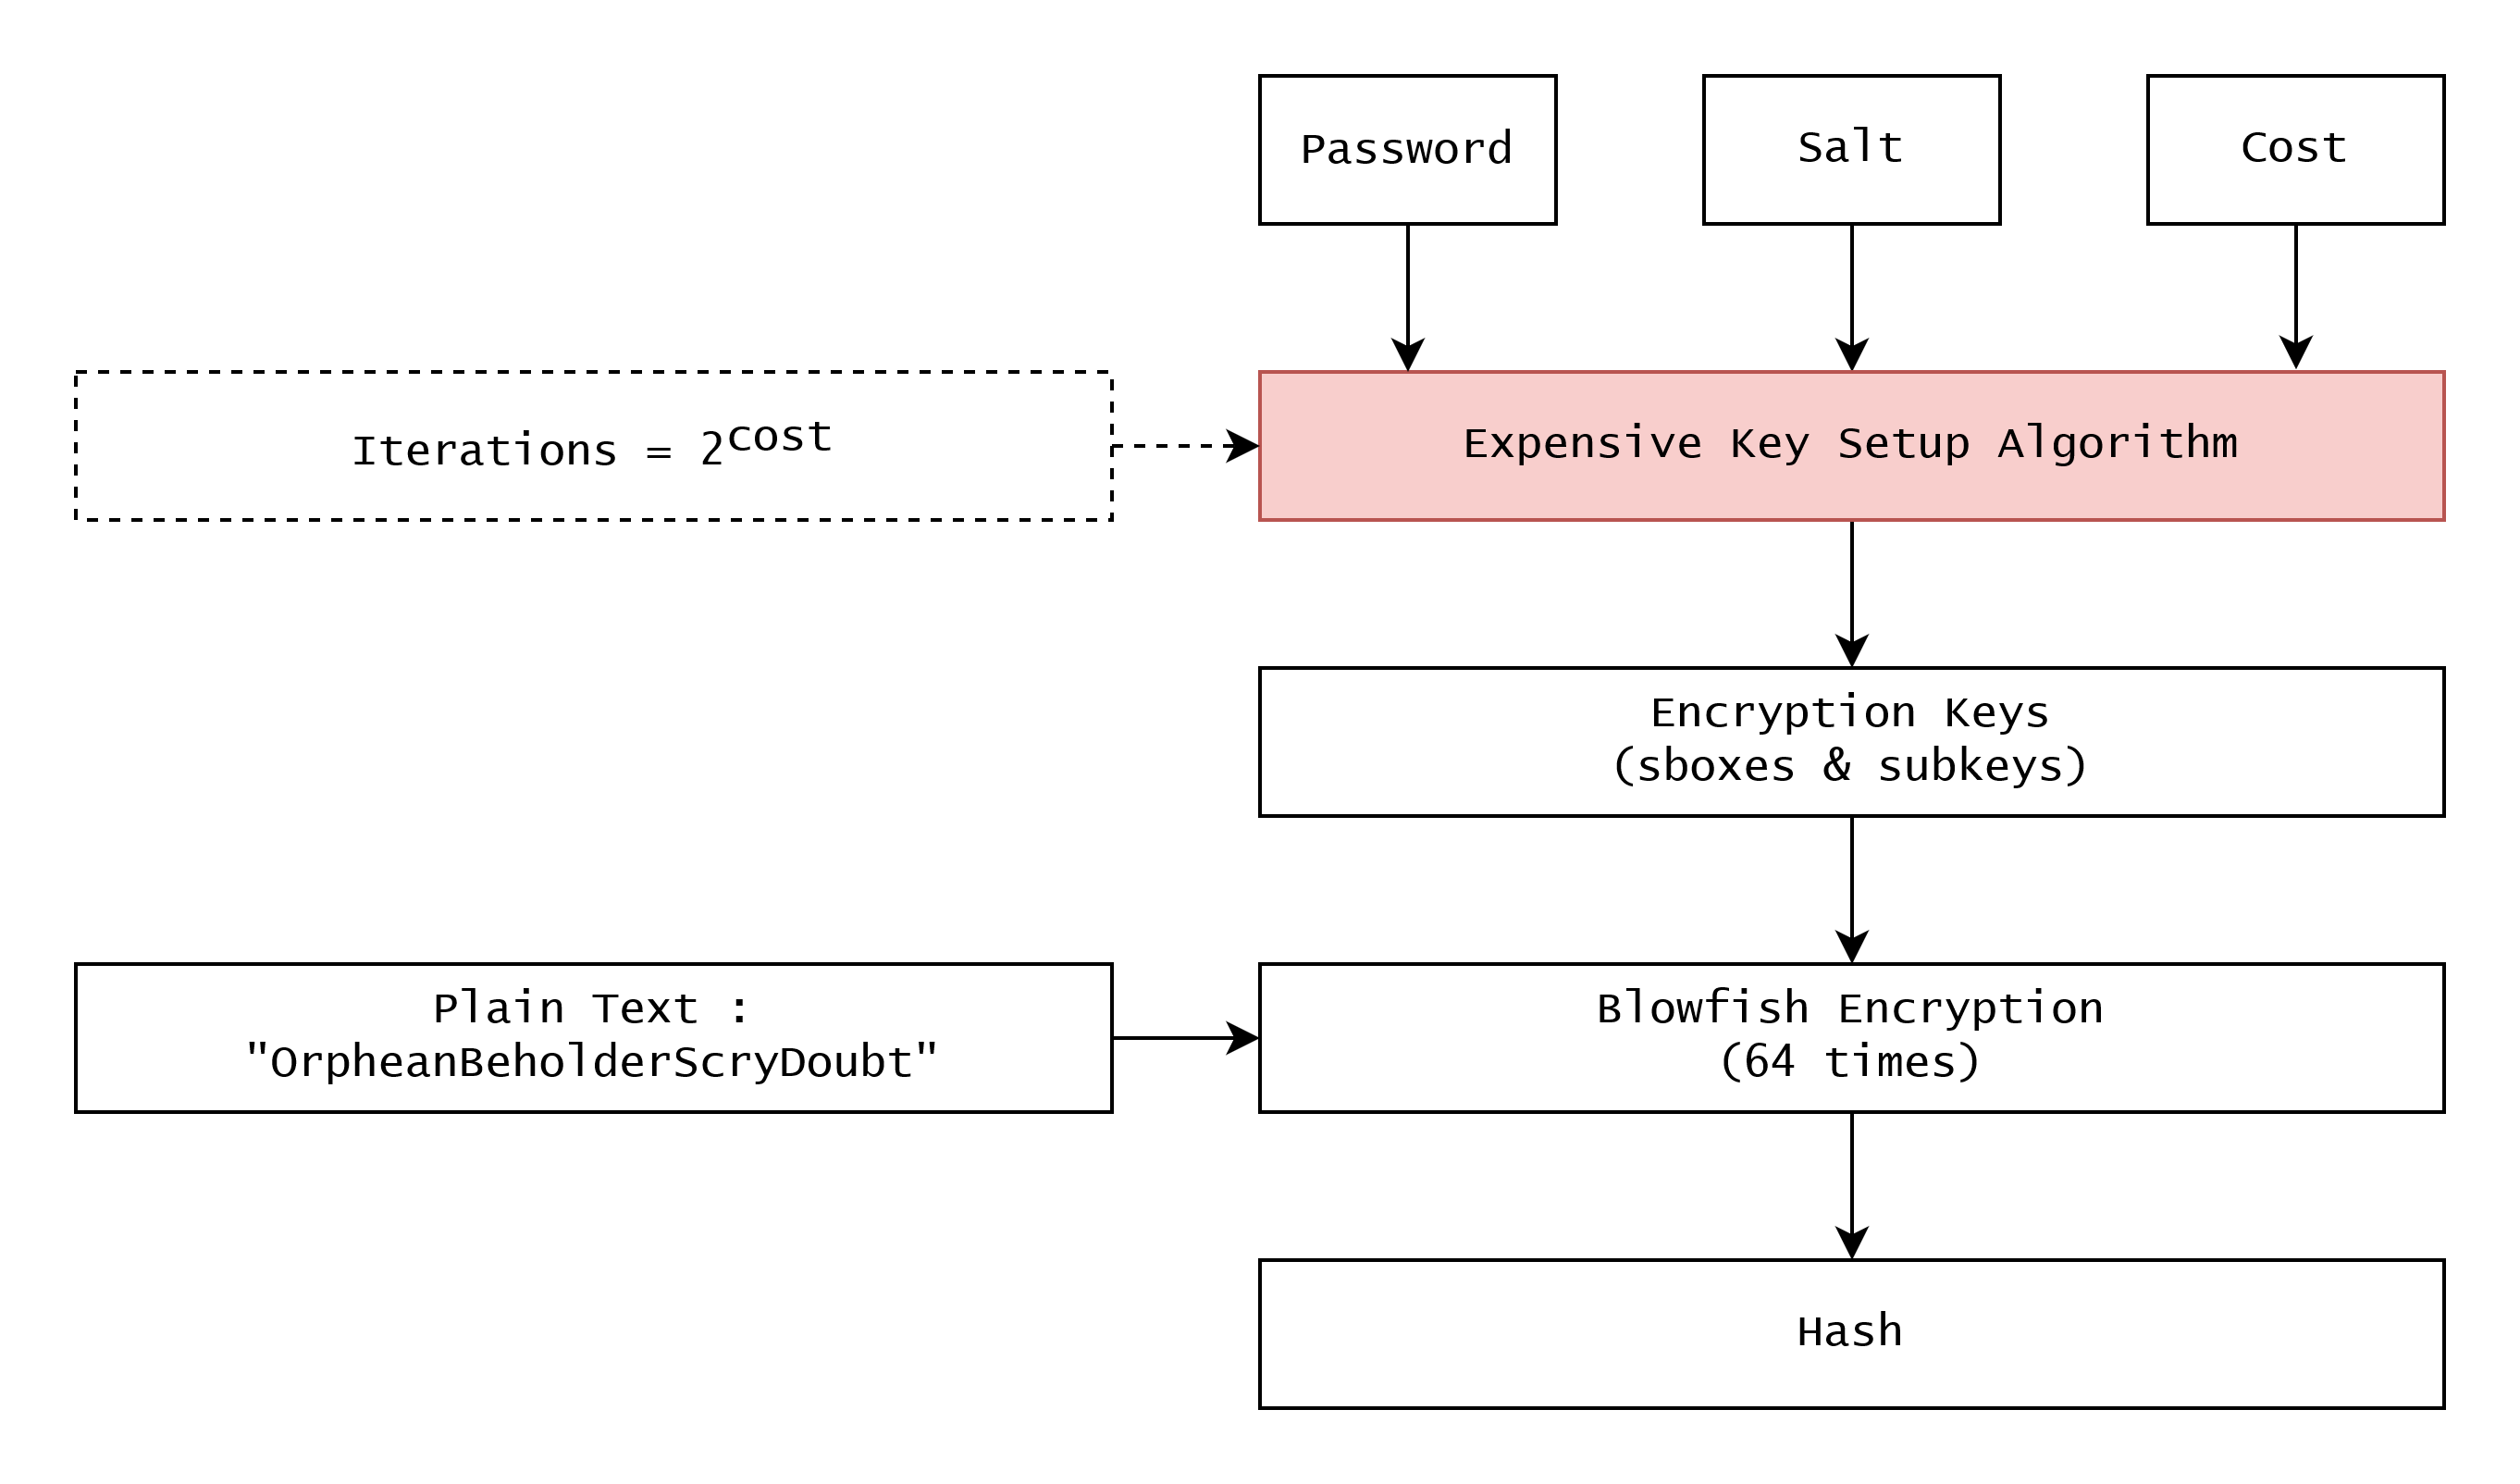 Password
Salt
Cost
Iterations = 2^cost
Expensive Key Setup Algorithm
Encryption Keys
(sboxes & subkeys)
Plain Text :
"OrpheanBeholderScryDoubt"
Blowfish Encryption
(64 times)
Hash